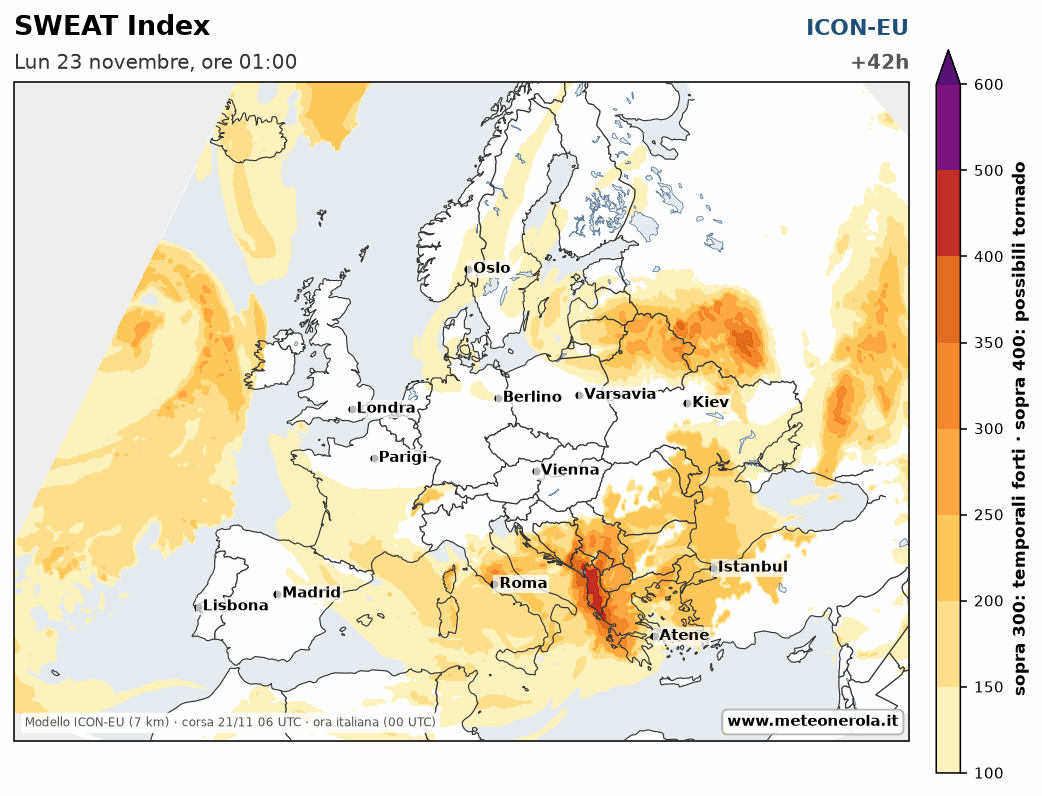 SWEAT Index
ICON-EU
Lun 23 novembre, ore 01:00
+42h
Oslo
Londra
Berlino
Varsavia
Kiev
Parigi
Vienna
Roma
Istanbul
Madrid
Lisbona
Atene
Modello ICON-EU (7 km) · corsa 21/11 06 UTC · ora italiana (00 UTC)
www.meteonerola.it
600
500
400
350
300
250
200
150
100
sopra 300: temporali forti · sopra 400: possibili tornado